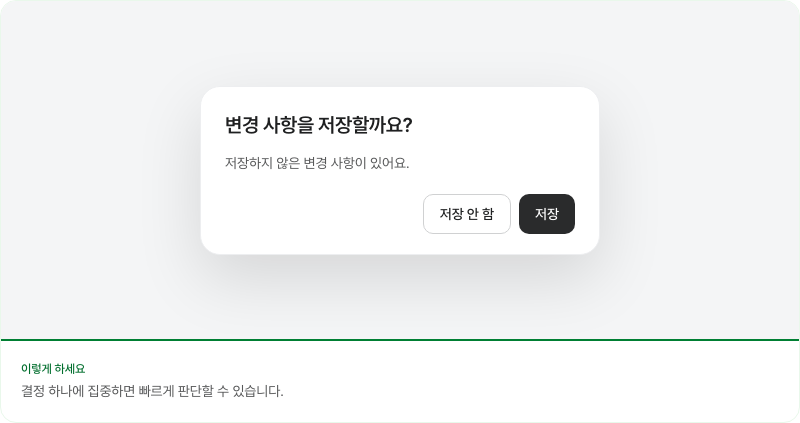 변경 사항을 저장할까요?
저장하지 않은 변경 사항이 있어요.
저장 안 함
저장
이렇게 하세요
결정 하나에 집중하면 빠르게 판단할 수 있습니다.